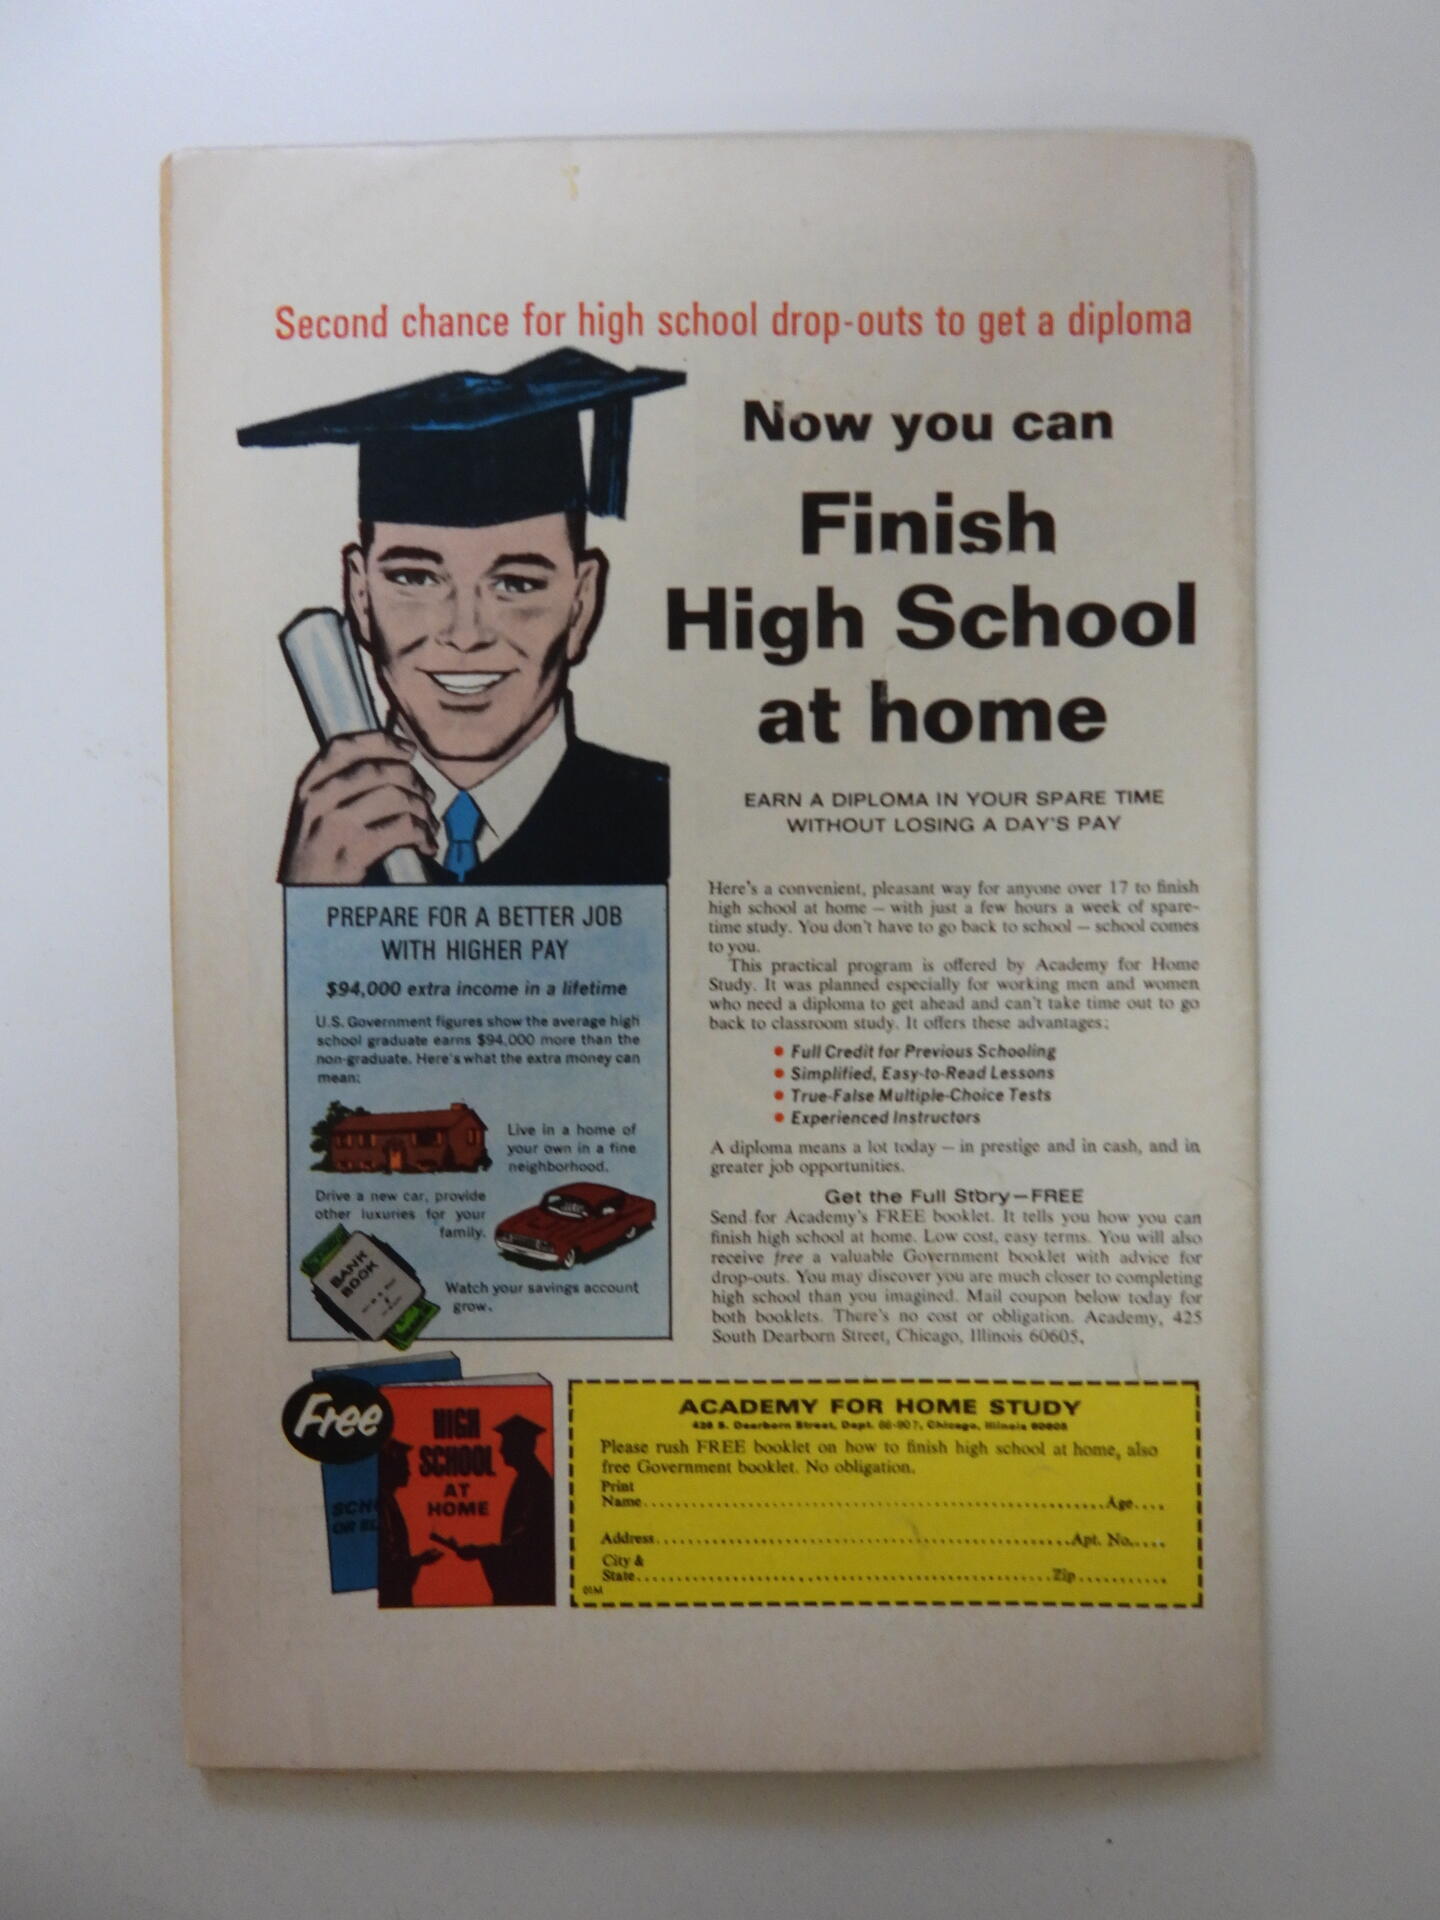 Second chance for high school drop-outs to get a diploma
Now you can
Finish
High School
at home
EARN A DIPLOMA IN YOUR SPARE TIME
WITHOUT LOSING A DAY'S PAY
PREPARE FOR A BETTER JOB
WITH HIGHER PAY
$94,000 extra income in a lifetime
U.S. Government figures show the average high
school graduate earns $94,000 more than the
non-graduate. Here's what the extra money can
mean:
Live in a home of
your own in a fine
neighborhood.
Drive a new car, provide
other luxuries for your
family.
BANK
BOOK
Watch your savings account
grow.
Here's a convenient, pleasant way for anyone over 17 to finish
high school at home — with just a few hours a week of spare-
time study. You don't have to go back to school — school comes
to you.
This practical program is offered by Academy for Home
Study. It was planned especially for working men and women
who need a diploma to get ahead and can't take time out to go
back to classroom study. It offers these advantages:
• Full Credit for Previous Schooling
• Simplified, Easy-to-Read Lessons
• True-False Multiple-Choice Tests
• Experienced Instructors
A diploma means a lot today — in prestige and in cash, and in
greater job opportunities.
Get the Full Story—FREE
Send for Academy's FREE booklet. It tells you how you can
finish high school at home. Low cost, easy terms. You will also
receive free a valuable Government booklet with advice for
drop-outs. You may discover you are much closer to completing
high school than you imagined. Mail coupon below today for
both booklets. There's no cost or obligation. Academy, 425
South Dearborn Street, Chicago, Illinois 60605.
Free
HIGH
SCHOOL
AT
HOME
ACADEMY FOR HOME STUDY
S. Dearborn Street, Dept. Chicago, Illinois 60605
Please rush FREE booklet on how to finish high school at home, also
free Government booklet. No obligation.
Print
Name Age
Address Apt. No.
City &
State Zip
01M